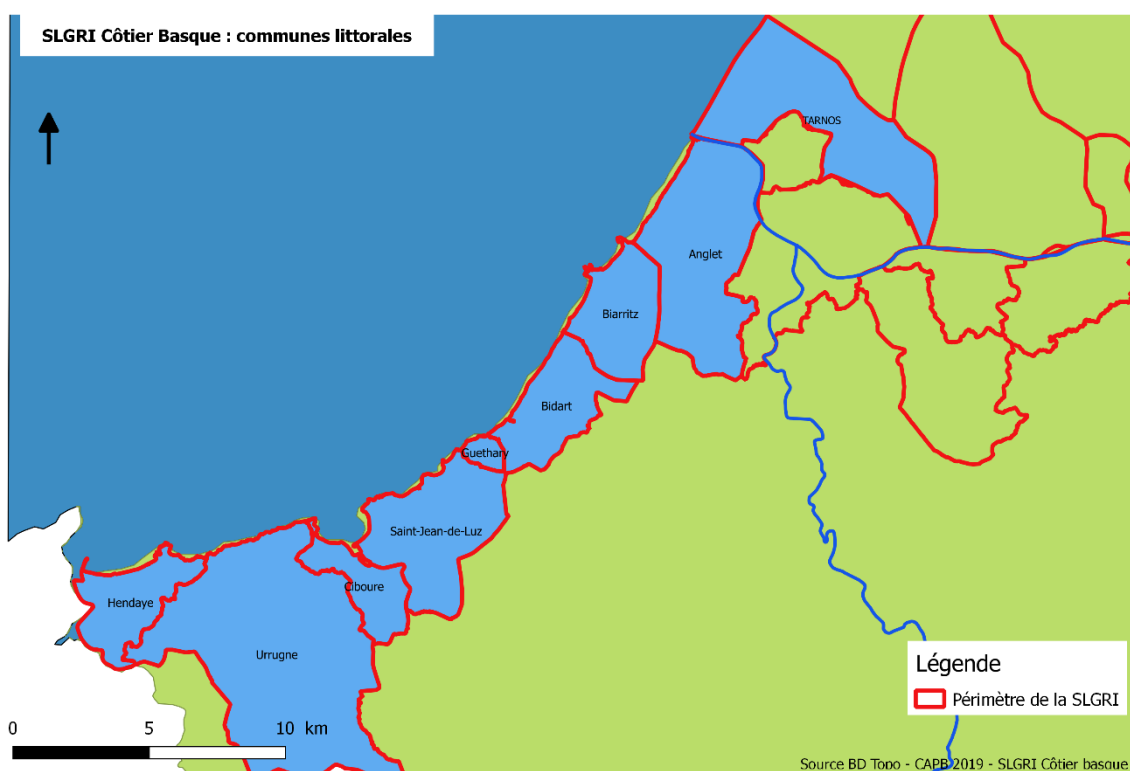 SLGRI Côtier Basque : communes littorales
TARNOS
Anglet
Biarritz
Bidart
Guethary
Saint-Jean-de-Luz
Ciboure
Hendaye
Urrugne
Légende
Périmètre de la SLGRI
0 5 10 km
Source BD Topo - CAPB 2019 - SLGRI Côtier basque